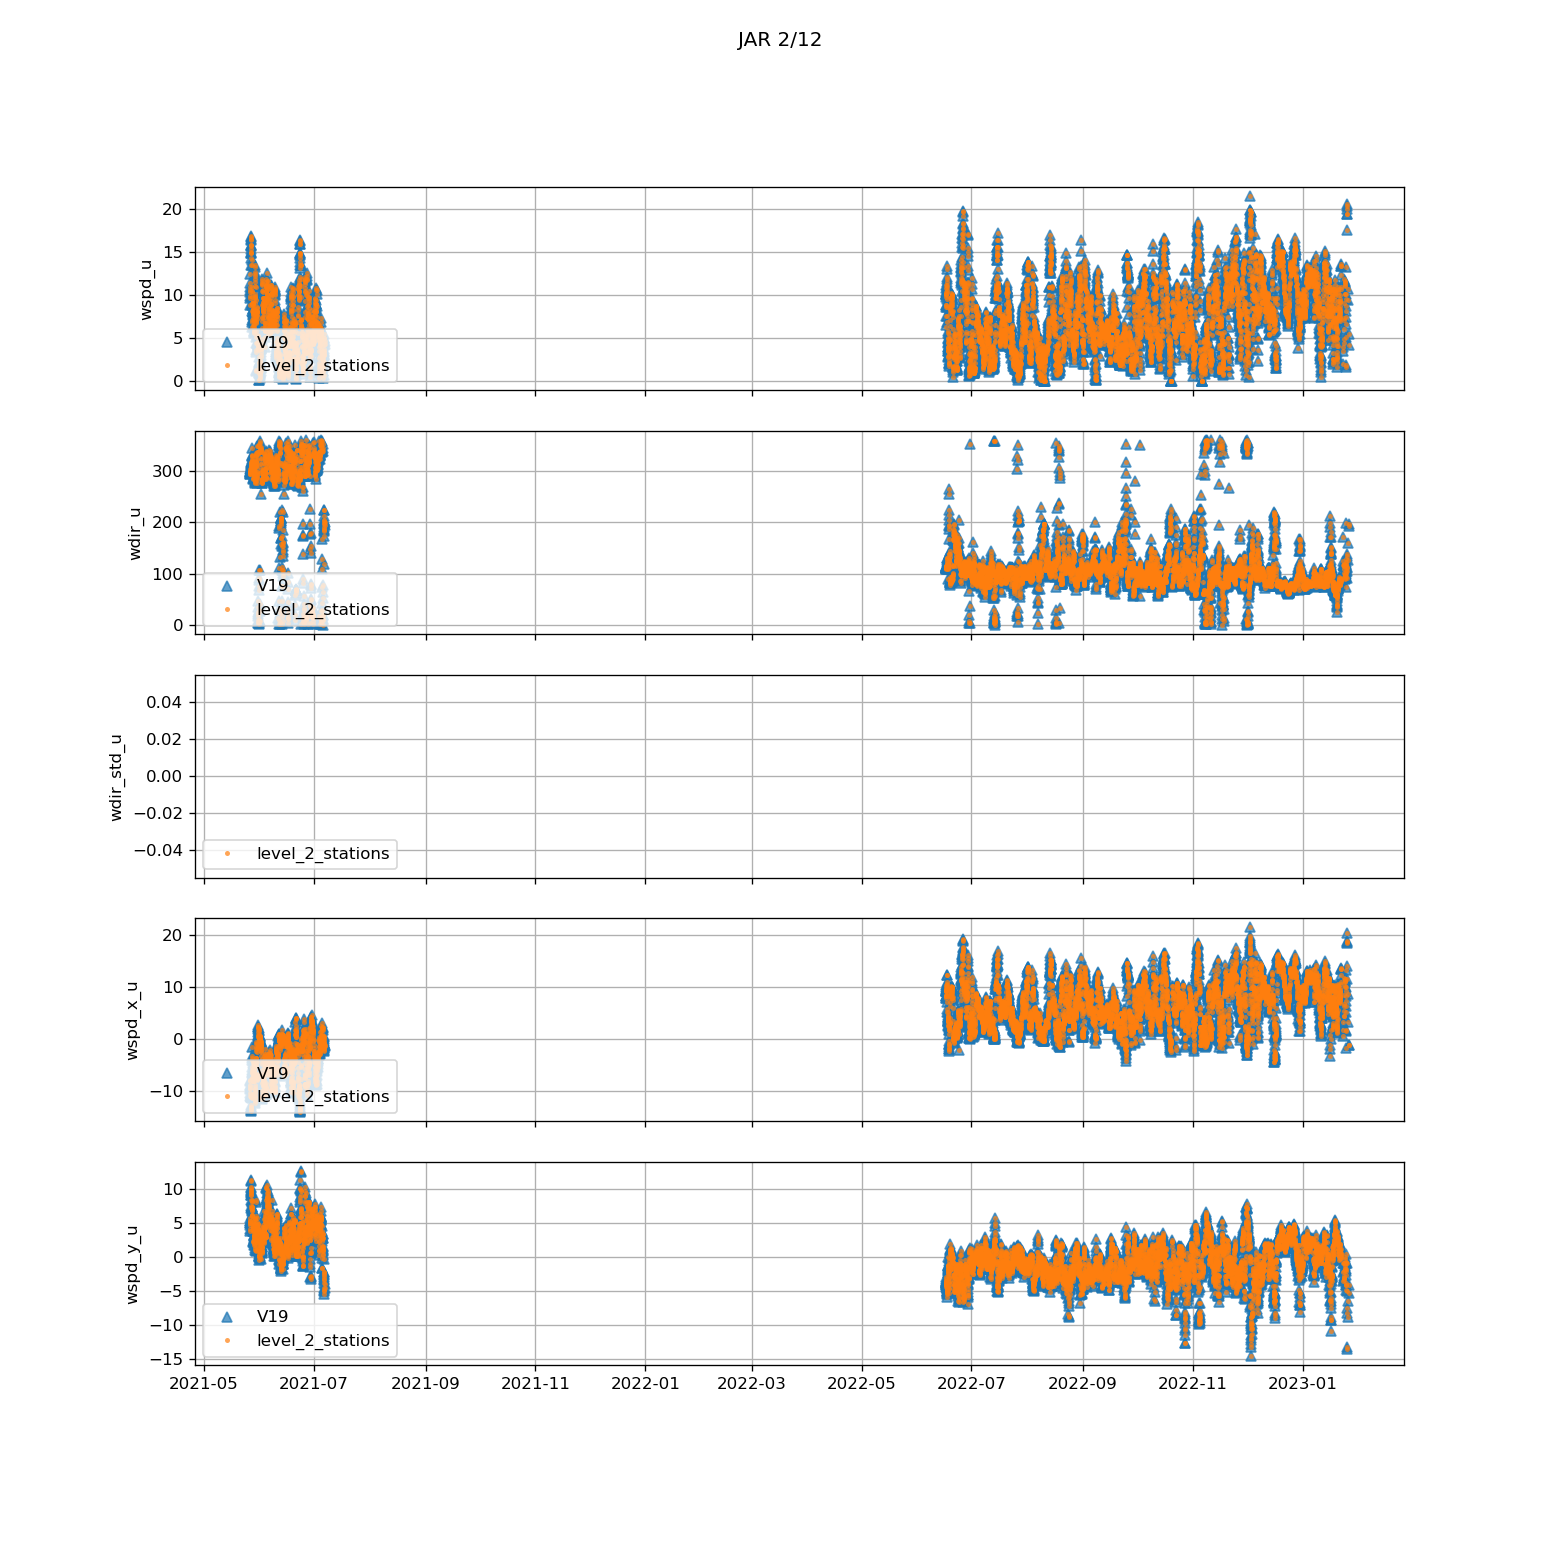 JAR 2/12
20
15
10
5
0
wspd_u
V19
level_2_stations
300
200
100
0
wdir_u
V19
level_2_stations
0.04
0.02
0.00
−0.02
−0.04
wdir_std_u
level_2_stations
20
10
0
−10
wspd_x_u
V19
level_2_stations
10
5
0
−5
−10
−15
wspd_y_u
V19
level_2_stations
2021-05 2021-07 2021-09 2021-11 2022-01 2022-03 2022-05 2022-07 2022-09 2022-11 2023-01